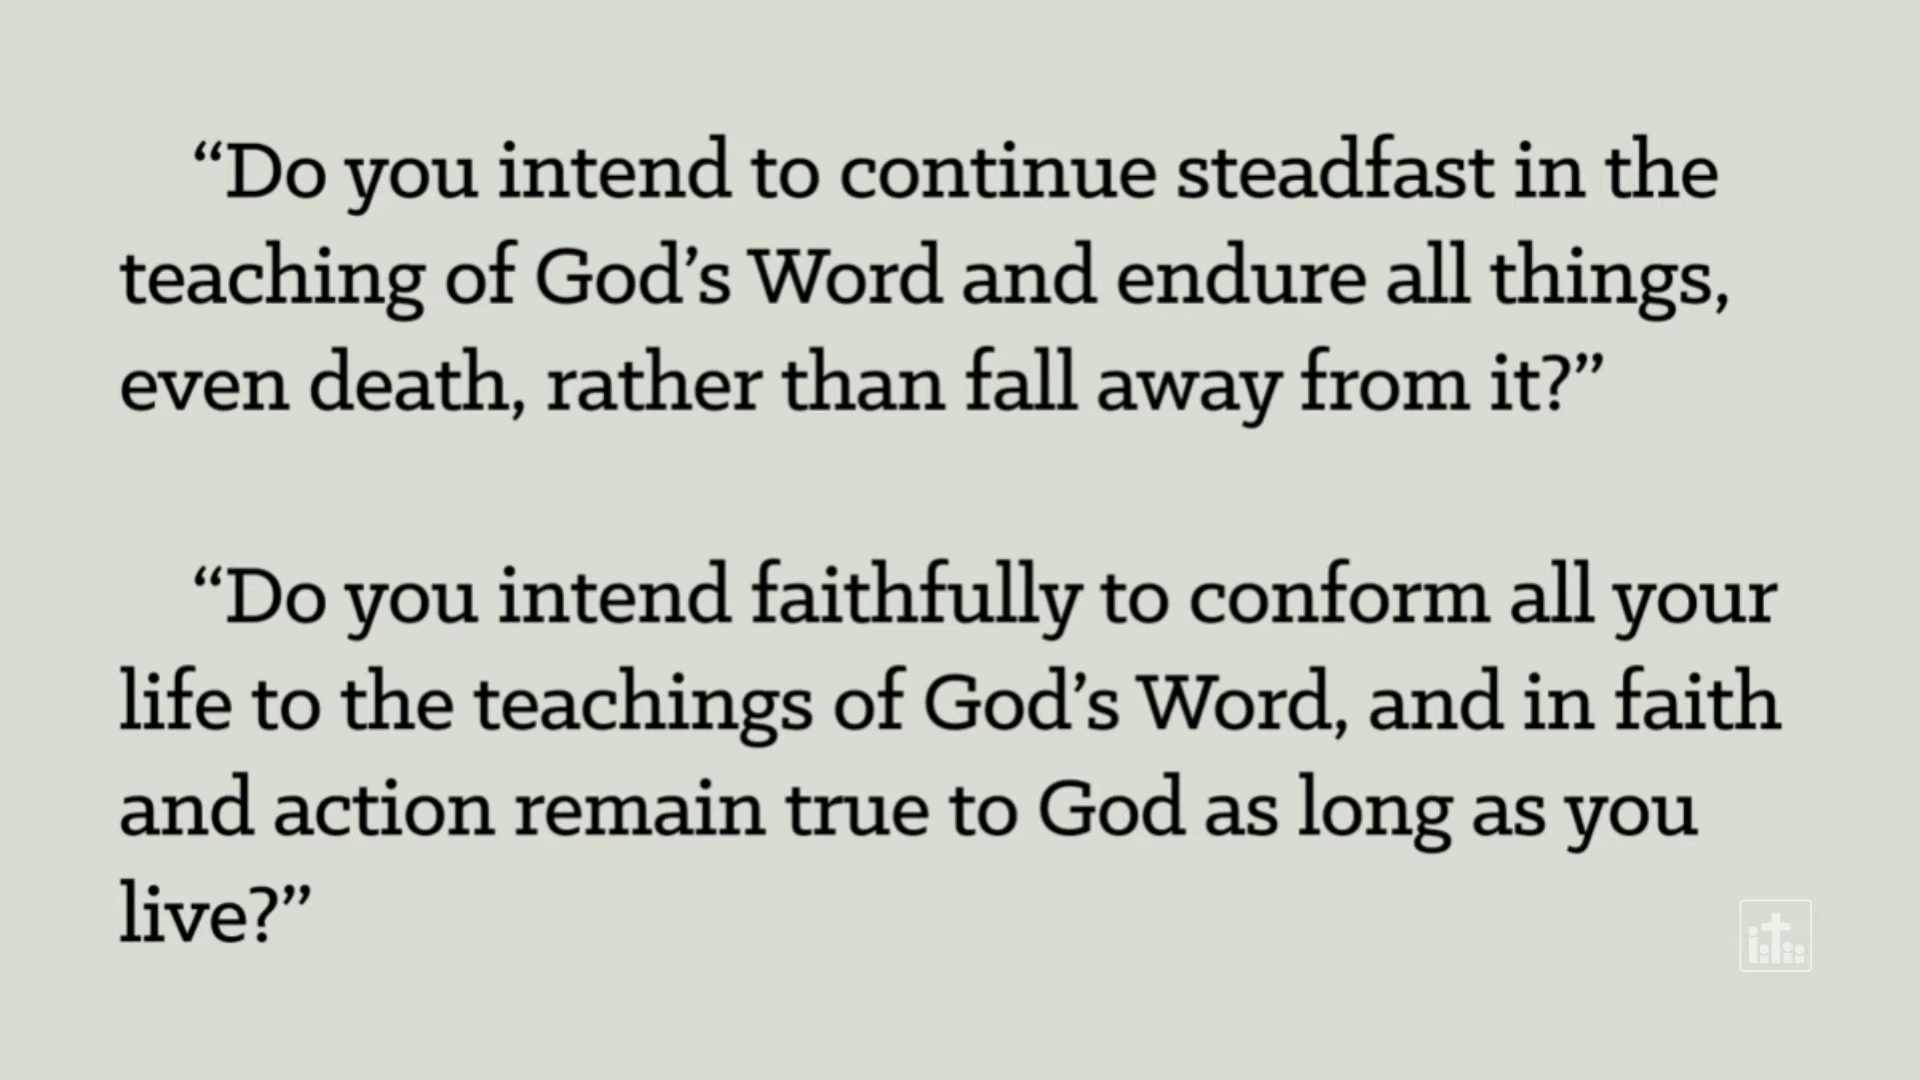 “Do you intend to continue steadfast in the
teaching of God’s Word and endure all things,
even death, rather than fall away from it?”
“Do you intend faithfully to conform all your
life to the teachings of God’s Word, and in faith
and action remain true to God as long as you
live?”